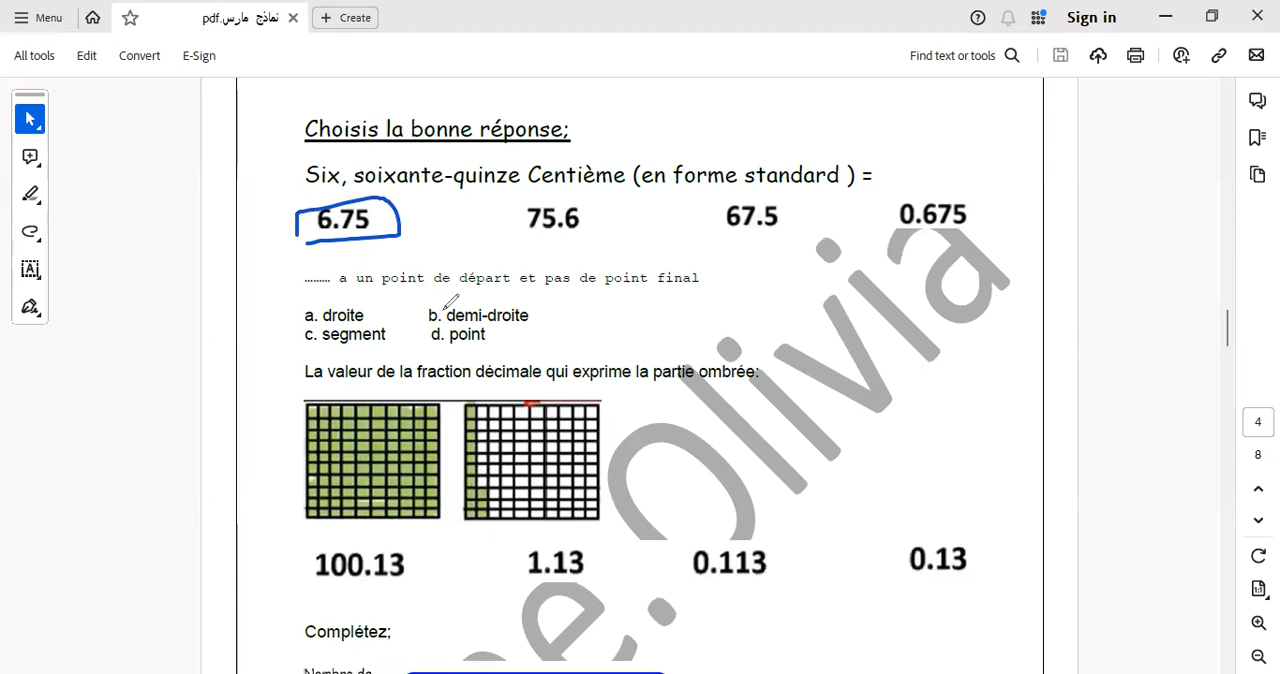 Menu
نماذج مارس.pdf
Create
Sign in
All tools
Edit
Convert
E-Sign
Find text or tools
Choisis la bonne réponse;
Six, soixante-quinze Centième (en forme standard ) =
6.75 75.6 67.5 0.675
......... a un point de départ et pas de point final
a. droite b. demi-droite
c. segment d. point
La valeur de la fraction décimale qui exprime la partie ombrée:
100.13 1.13 0.113 0.13
Complétez;
Nombre de
e.Olivia
4
8